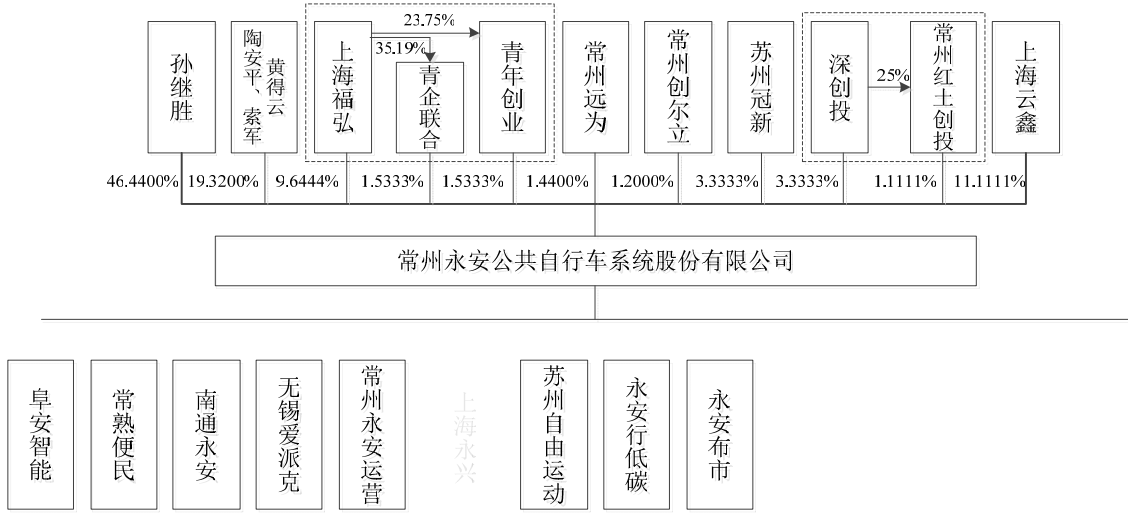 23.75%
35.19%
孙继胜
黄得云
陶安平、索军
上海福弘
青企联合
青年创业
常州远为
常州创尔立
苏州冠新
深创投
25%
常州红土创投
上海云鑫
46.4400%
19.3200%
9.6444%
1.5333%
1.5333%
1.4400%
1.2000%
3.3333%
3.3333%
1.1111%
11.1111%
常州永安公共自行车系统股份有限公司
阜安智能
常熟便民
南通永安
无锡爱派克
常州永安运营
上海永兴
苏州自由运动
永安行低碳
永安布市